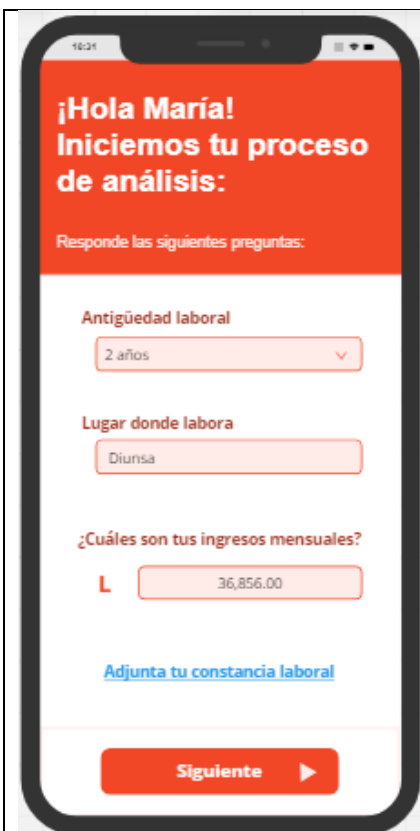 18:31
¡Hola María!
Iniciemos tu proceso
de análisis:
Responde las siguientes preguntas:
Antigüedad laboral
2 años
Lugar donde labora
Diunsa
¿Cuáles son tus ingresos mensuales?
L 36,856.00
Adjunta tu constancia laboral
Siguiente